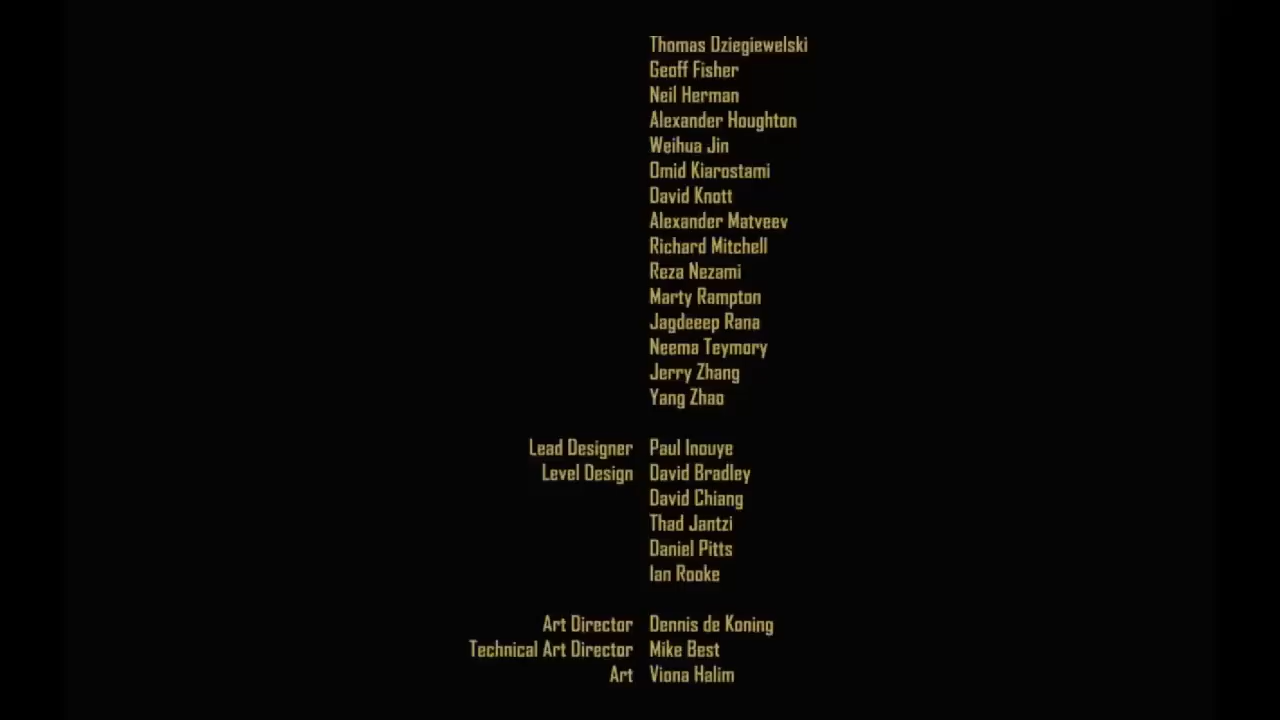 Thomas Dziegiewelski
Geoff Fisher
Neil Herman
Alexander Houghton
Weihua Jin
Omid Kiarostami
David Knott
Alexander Matveev
Richard Mitchell
Reza Nezami
Marty Rampton
Jagdeeep Rana
Neema Teymory
Jerry Zhang
Yang Zhao
Lead Designer Paul Inouye
Level Design David Bradley
David Chiang
Thad Jantzi
Daniel Pitts
Ian Rooke
Art Director Dennis de Koning
Technical Art Director Mike Best
Art Viona Halim